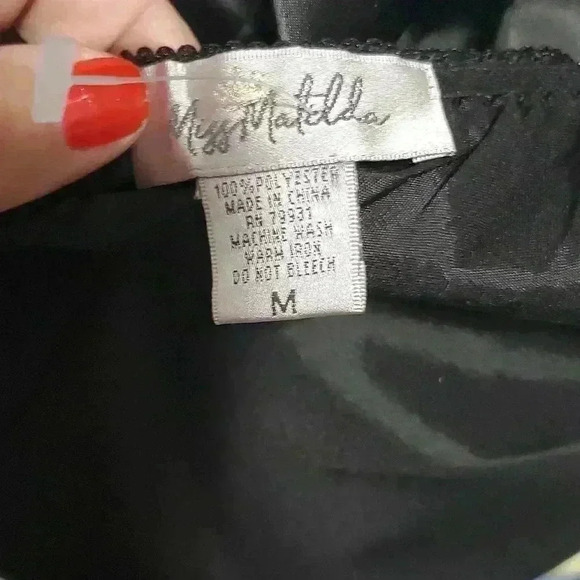 Miss Matilda
100% POLYESTER
MADE IN CHINA
RN 79931
MACHINE WASH
WARM IRON
DO NOT BLEECH
M